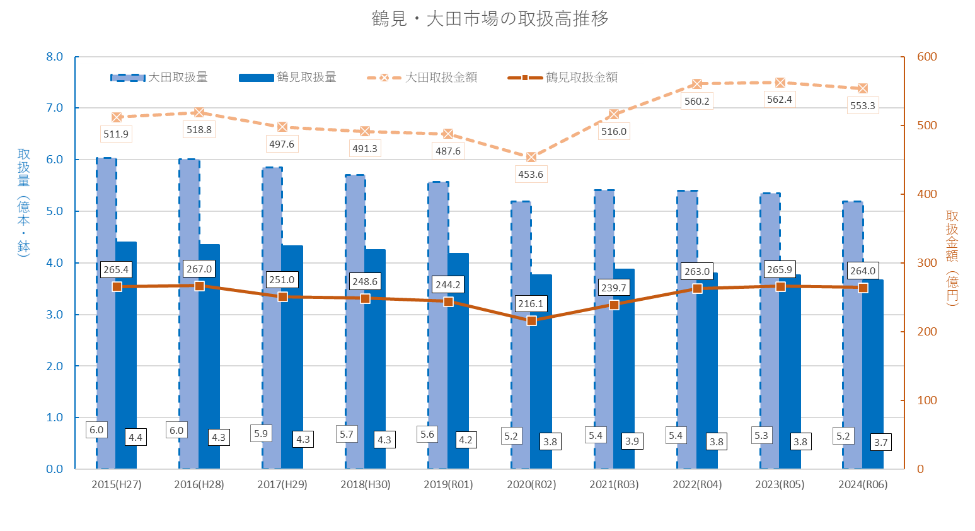 鶴見・大田市場の取扱高推移
8.0
7.0
6.0
5.0
4.0
3.0
2.0
1.0
0.0
取扱量（億本・鉢）
600
500
400
300
200
100
0
取扱金額（億円）
大田取扱量 鶴見取扱量 大田取扱金額 鶴見取扱金額
511.9 518.8 497.6 491.3 487.6 453.6 516.0 560.2 562.4 553.3
265.4 267.0 251.0 248.6 244.2 216.1 239.7 263.0 265.9 264.0
6.0 6.0 5.9 5.7 5.6 5.2 5.4 5.4 5.3 5.2
4.4 4.3 4.3 4.3 4.2 3.8 3.9 3.8 3.8 3.7
2015(H27) 2016(H28) 2017(H29) 2018(H30) 2019(R01) 2020(R02) 2021(R03) 2022(R04) 2023(R05) 2024(R06)